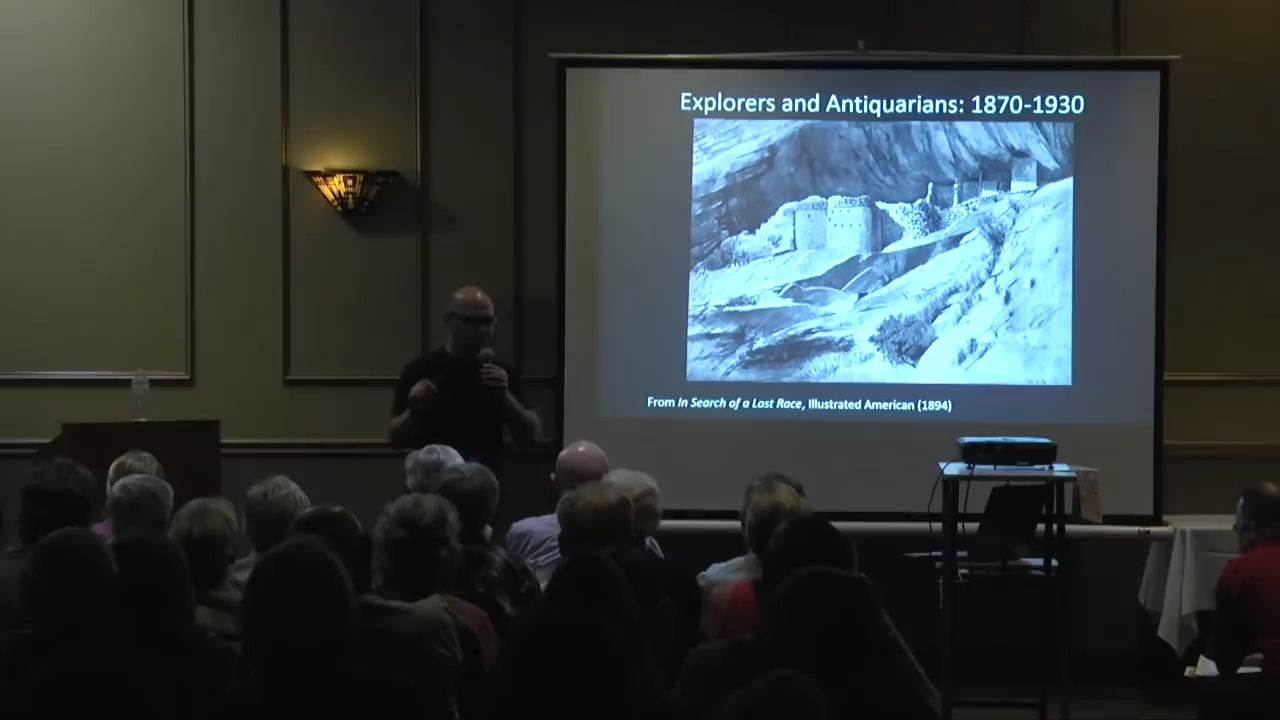 Explorers and Antiquarians: 1870-1930
From In Search of a Lost Race, Illustrated American (1894)